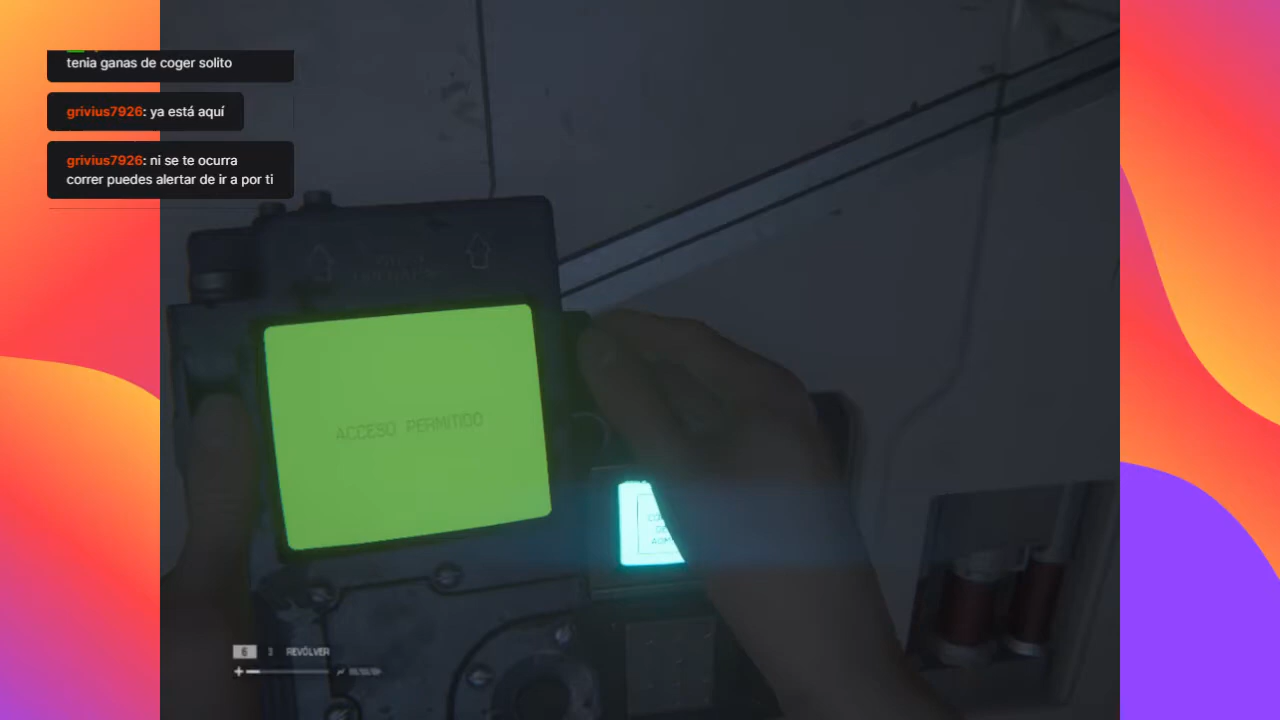 tenia ganas de coger solito
grivius7926: ya está aquí
grivius7926: ni se te ocurra
correr puedes alertar de ir a por ti
ACCESO PERMITIDO
6
REVÓLVER